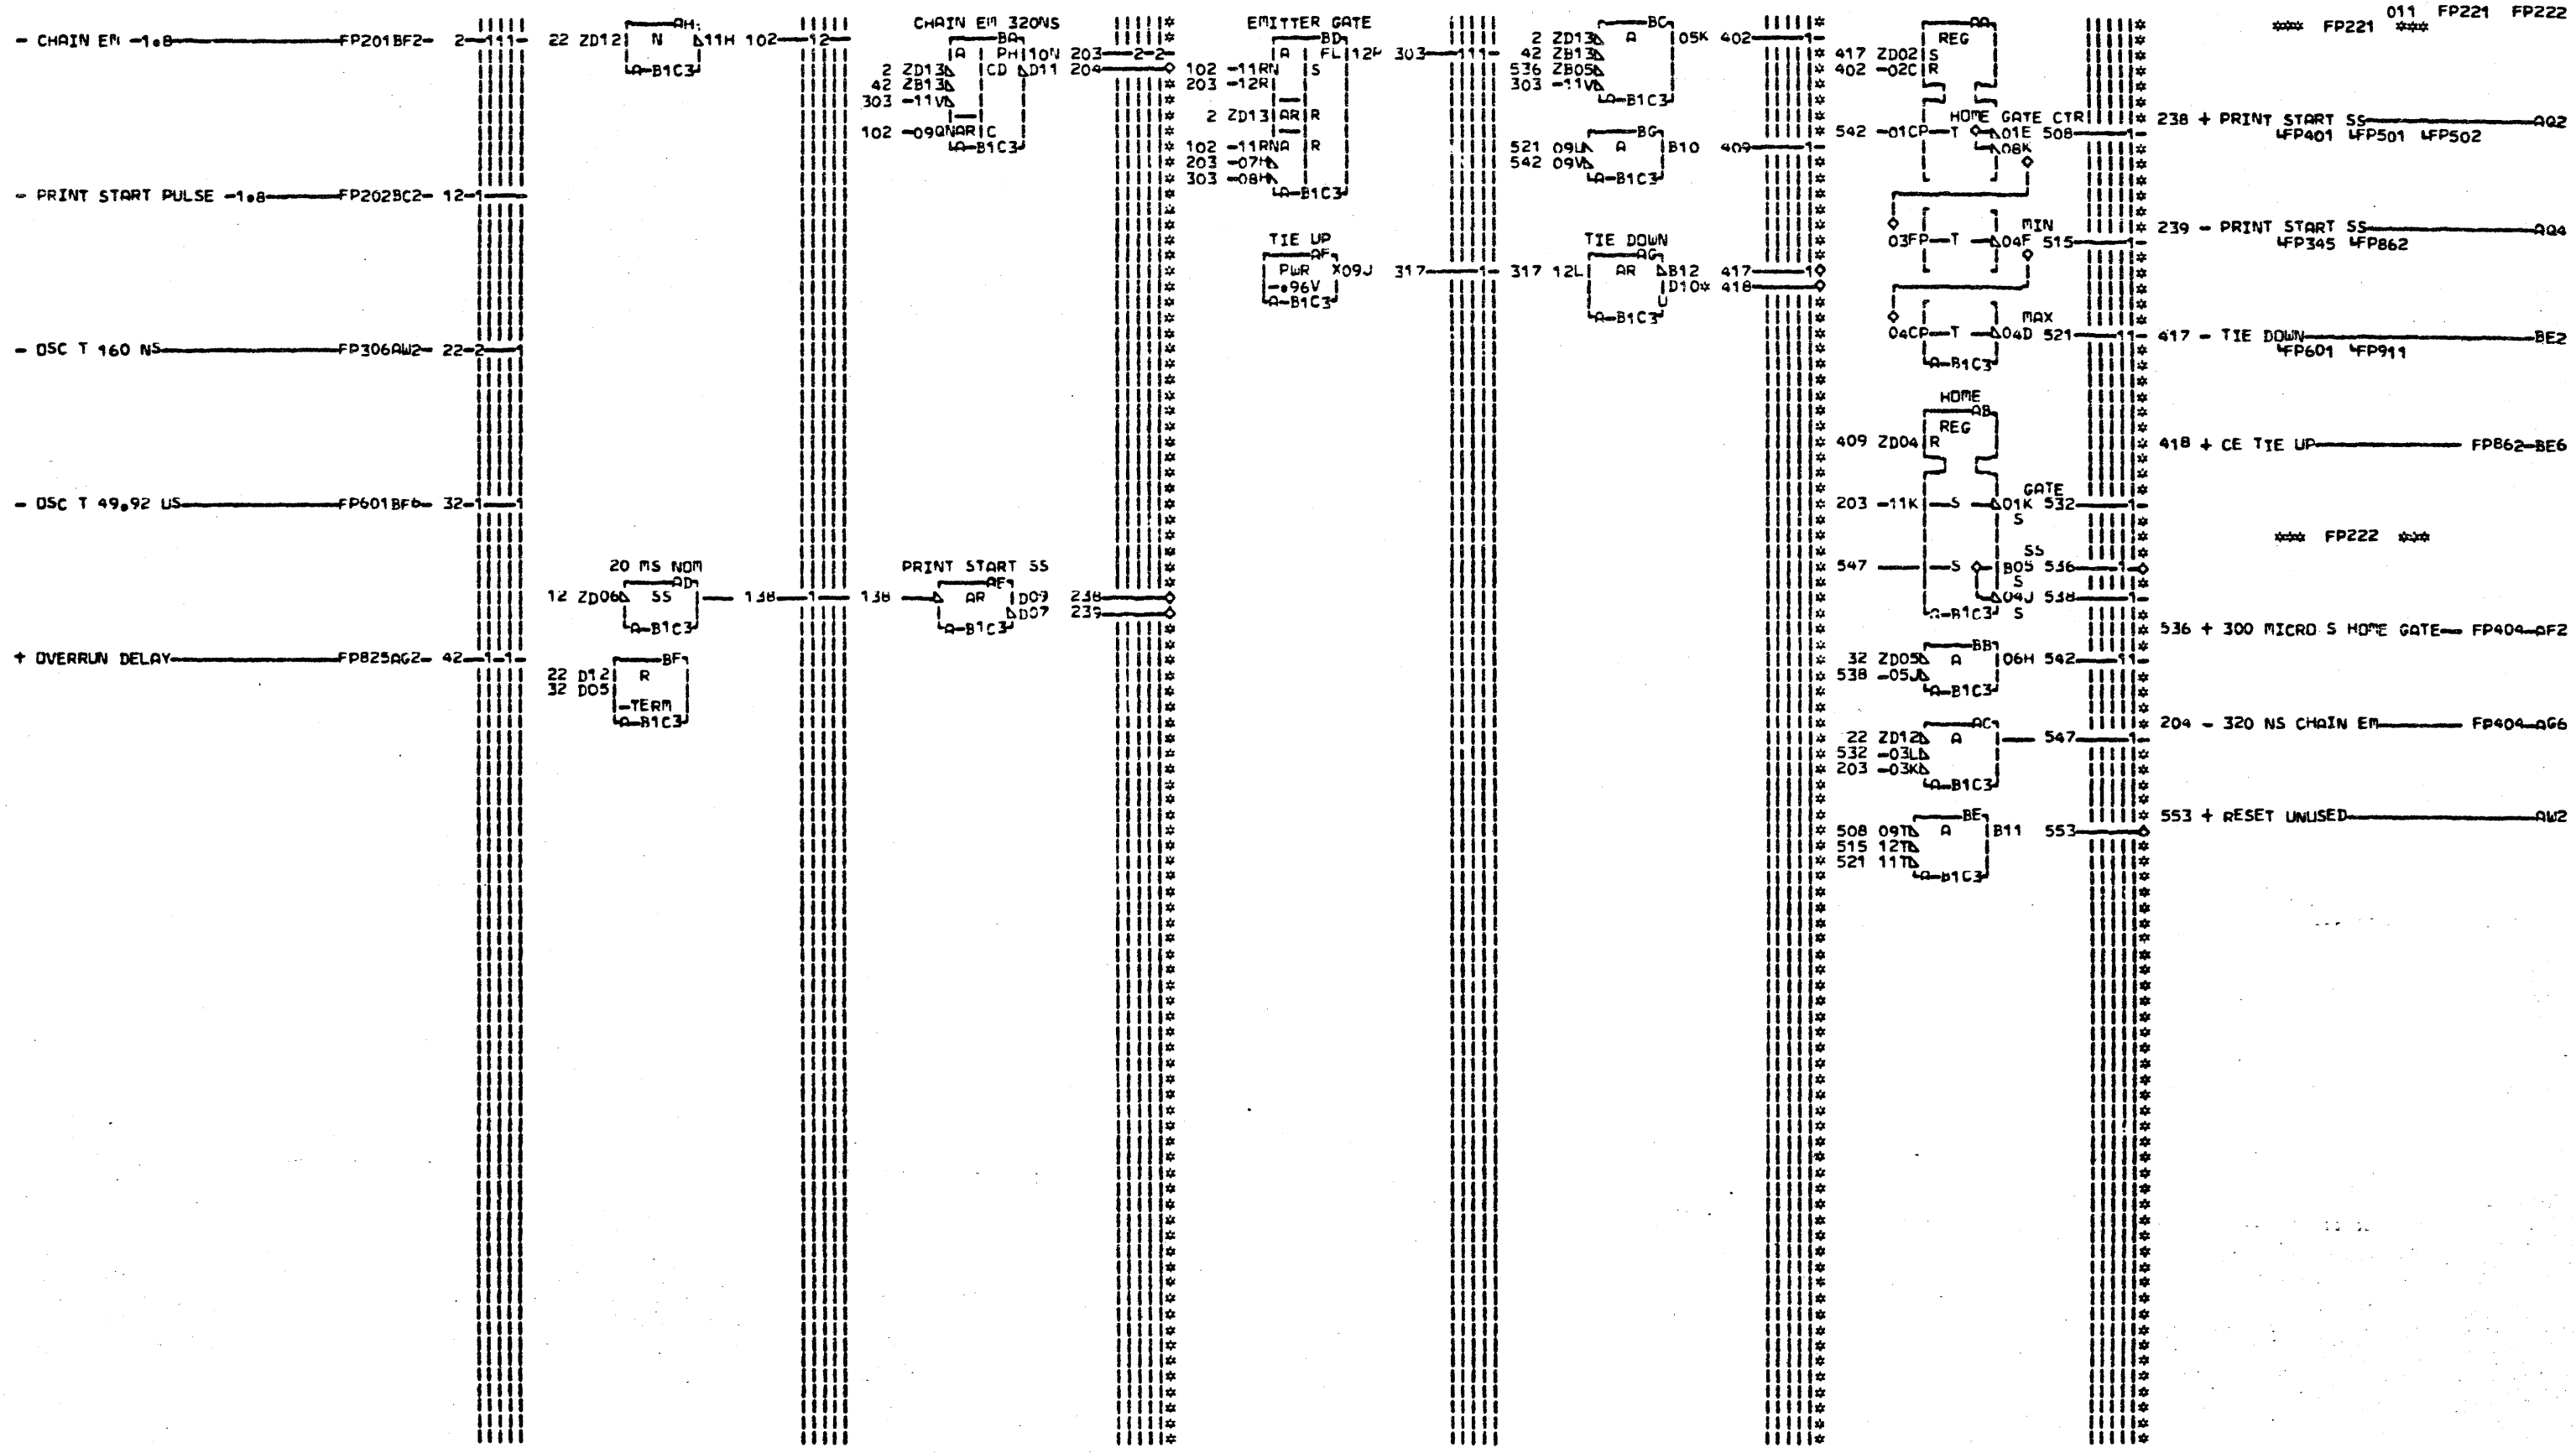 011 FP221 FP222
*** FP221 ***
- CHAIN EM -1.8 FP201BF2- 2
- PRINT START PULSE -1.8 FP202BC2- 12
- OSC T 160 NS FP306AW2- 22
- OSC T 49.92 US FP601BF6- 32
+ OVERRUN DELAY FP825AG2- 42
AH
22 ZD12 N 11H 102
A-B1C3
20 MS NOM
AD
12 ZD06 SS 138
A-B1C3
BF
22 D12 R
32 D05
-TERM
A-B1C3
CHAIN EM 320NS
BA
A PH 10N 203
2 ZD13 CD D11 204
42 ZB13
303 -11V
102 -09QNAR C
A-B1C3
PRINT START SS
AE
138 AR D09 238
D07 239
A-B1C3
EMITTER GATE
BD
A FL 12P 303
102 -11RN S
203 -12R
2 ZD13 AR R
102 -11RNA R
203 -07H
303 -08H
A-B1C3
TIE UP
AF
PWR X09J 317
-.96V
A-B1C3
BC
2 ZD13 A 05K 402
42 ZB13
536 ZB05
303 -11V
A-B1C3
BG
521 09U A B10 409
542 09V
A-B1C3
TIE DOWN
AG
317 12L AR B12 417
D10* 418
U
A-B1C3
AA
REG
417 ZD02 S
402 -02C R
HOME GATE CTR
542 -01CP T 01E 508
08K
MIN
03FP T 04F 515
MAX
04CP T 04D 521
A-B1C3
HOME
AB
REG
409 ZD04 R
GATE
203 -11K S 01K 532
S
SS
547 S B05 536
S
04J 538
A-B1C3 S
BB
32 ZD05 A 06H 542
538 -05J
A-B1C3
AC
22 ZD12 A 547
532 -03L
203 -03K
A-B1C3
BE
508 09T A B11 553
515 12T
521 11T
A-B1C3
238 + PRINT START SS AQ2
FP401 FP501 FP502
239 - PRINT START SS AQ4
FP345 FP862
417 - TIE DOWN BE2
FP601 FP911
418 + CE TIE UP FP862-BE6
*** FP222 ***
536 + 300 MICRO S HOME GATE FP404-AF2
204 - 320 NS CHAIN EM FP404-AG6
553 + RESET UNUSED AW2